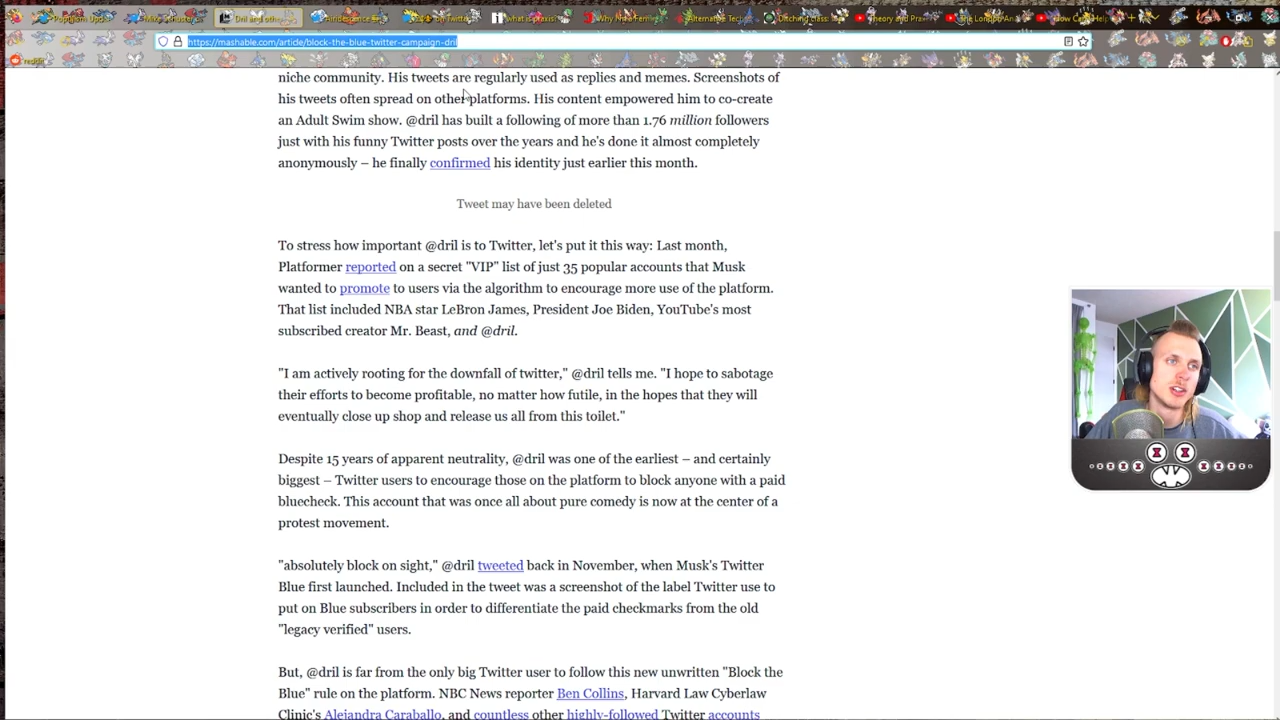 Dril and othe
what is praxis
Ditching class:
Theory and Pra
https://mashable.com/article/block-the-blue-twitter-campaign-dril
reddit
niche community. His tweets are regularly used as replies and memes. Screenshots of
his tweets often spread on other platforms. His content empowered him to co-create
an Adult Swim show. @dril has built a following of more than 1.76 million followers
just with his funny Twitter posts over the years and he's done it almost completely
anonymously – he finally confirmed his identity just earlier this month.
Tweet may have been deleted
To stress how important @dril is to Twitter, let's put it this way: Last month,
Platformer reported on a secret "VIP" list of just 35 popular accounts that Musk
wanted to promote to users via the algorithm to encourage more use of the platform.
That list included NBA star LeBron James, President Joe Biden, YouTube's most
subscribed creator Mr. Beast, and @dril.
"I am actively rooting for the downfall of twitter," @dril tells me. "I hope to sabotage
their efforts to become profitable, no matter how futile, in the hopes that they will
eventually close up shop and release us all from this toilet."
Despite 15 years of apparent neutrality, @dril was one of the earliest – and certainly
biggest – Twitter users to encourage those on the platform to block anyone with a paid
bluecheck. This account that was once all about pure comedy is now at the center of a
protest movement.
"absolutely block on sight," @dril tweeted back in November, when Musk's Twitter
Blue first launched. Included in the tweet was a screenshot of the label Twitter use to
put on Blue subscribers in order to differentiate the paid checkmarks from the old
"legacy verified" users.
But, @dril is far from the only big Twitter user to follow this new unwritten "Block the
Blue" rule on the platform. NBC News reporter Ben Collins, Harvard Law Cyberlaw
Clinic's Alejandra Caraballo, and countless other highly-followed Twitter accounts